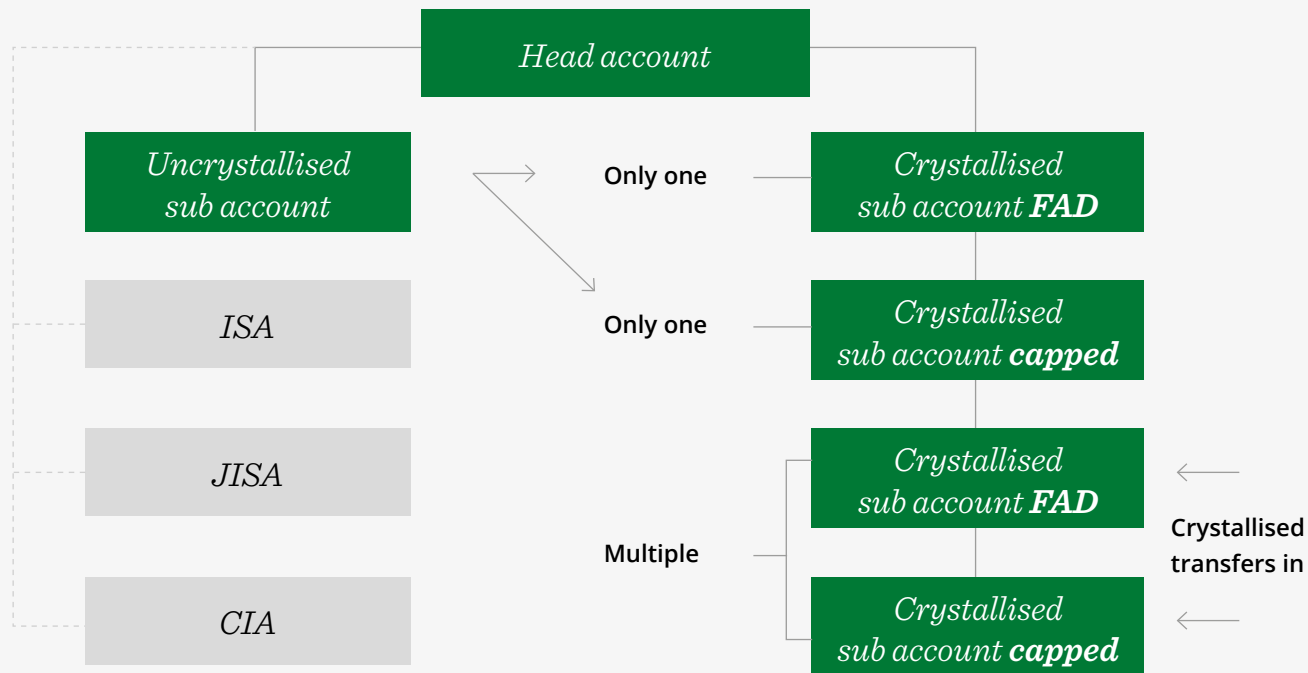 Head account
Uncrystallised
sub account
Only one
Crystallised
sub account FAD
ISA
Only one
Crystallised
sub account capped
JISA
Crystallised
sub account FAD
Multiple
Crystallised
transfers in
CIA
Crystallised
sub account capped